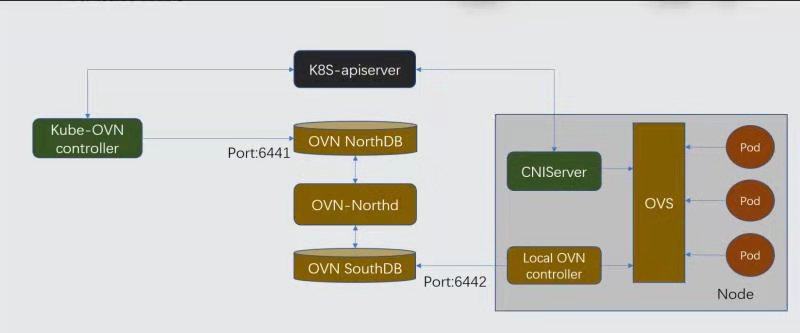 K8S-apiserver
Kube-OVN
controller
Port:6441
OVN NorthDB
OVN-Northd
OVN SouthDB
Port:6442
CNIServer
Local OVN
controller
OVS
Pod
Pod
Pod
Node